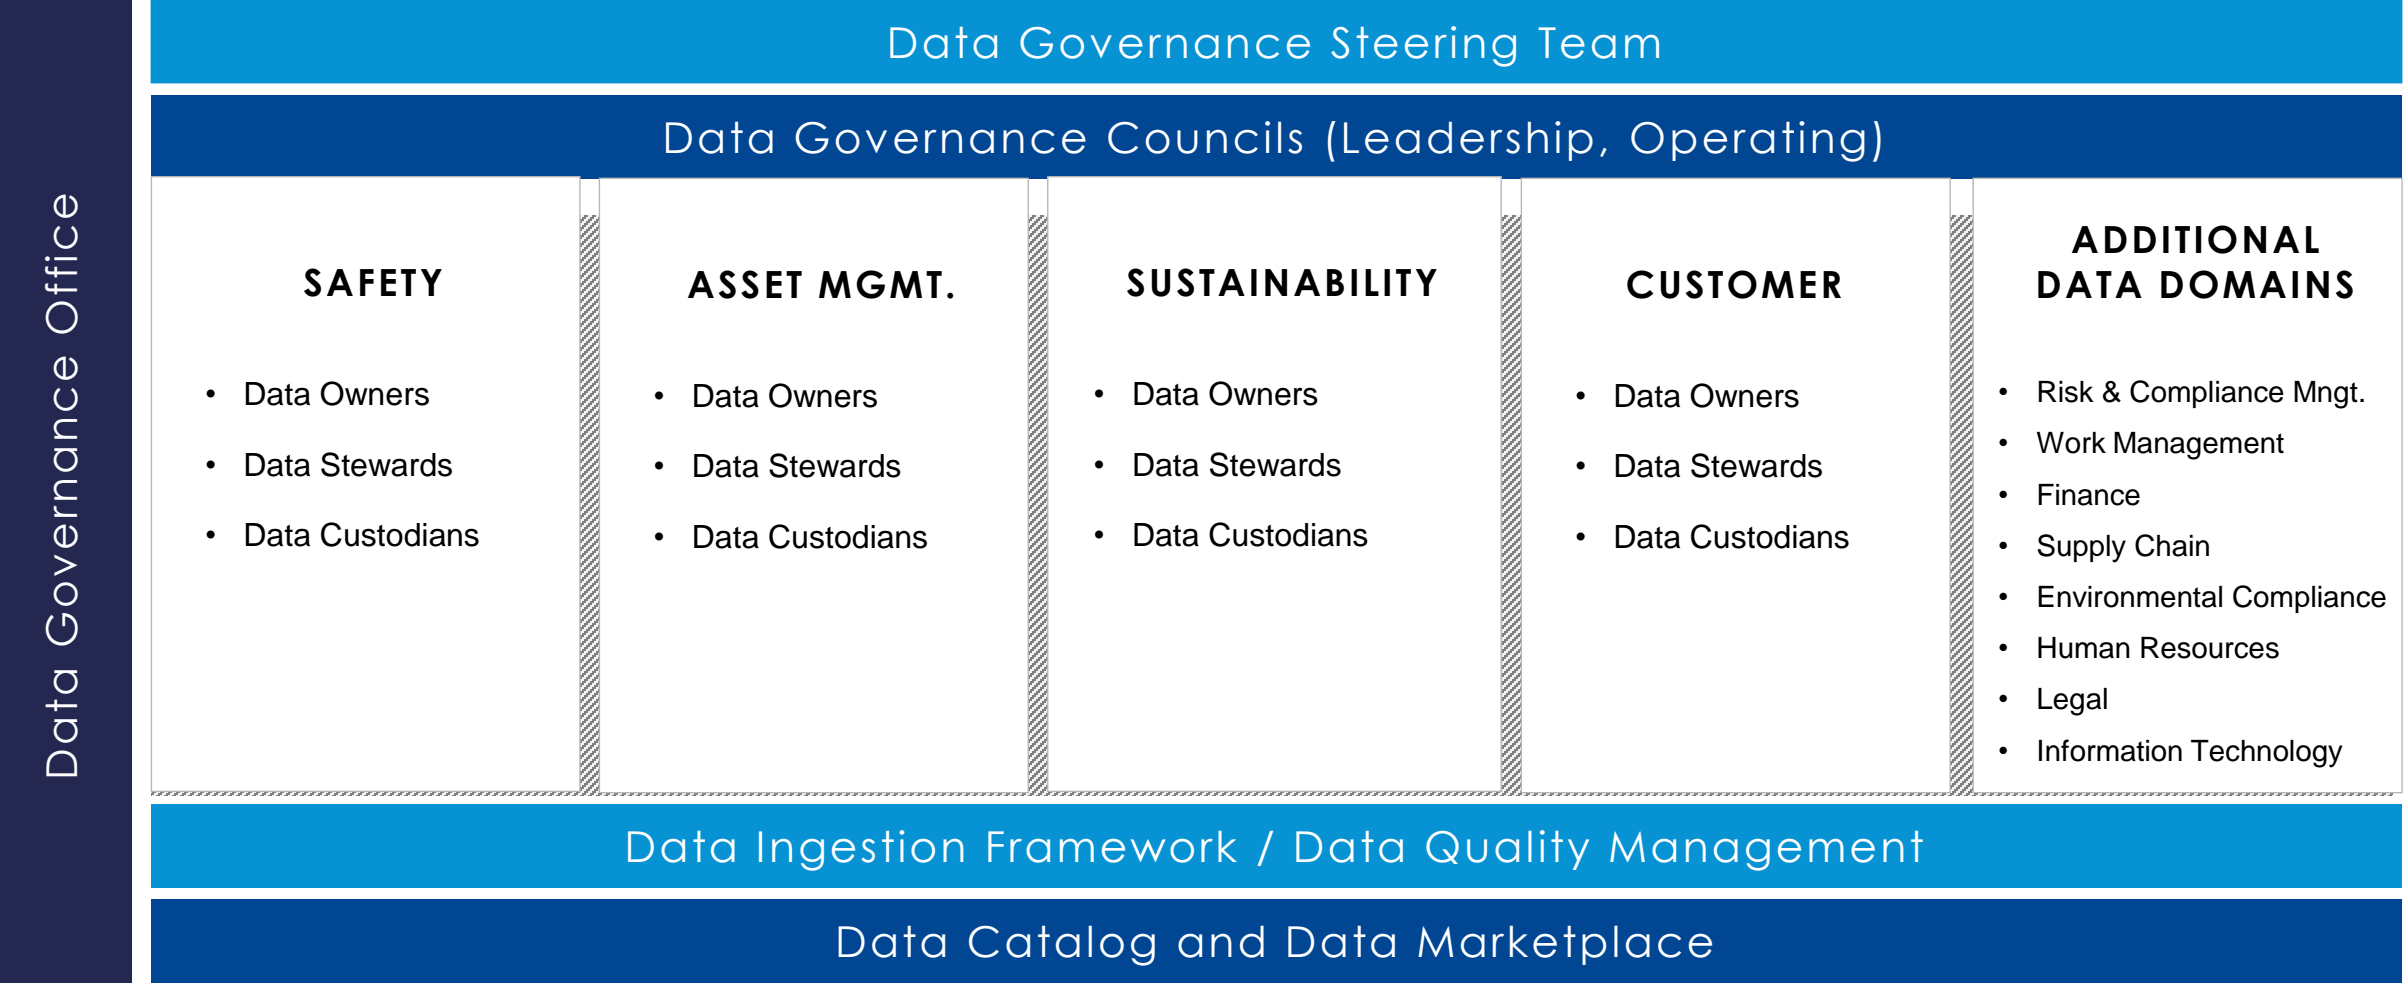 Data Governance Office
Data Governance Steering Team
Data Governance Councils (Leadership, Operating)
SAFETY
• Data Owners
• Data Stewards
• Data Custodians
ASSET MGMT.
• Data Owners
• Data Stewards
• Data Custodians
SUSTAINABILITY
• Data Owners
• Data Stewards
• Data Custodians
CUSTOMER
• Data Owners
• Data Stewards
• Data Custodians
ADDITIONAL
DATA DOMAINS
• Risk & Compliance Mngt.
• Work Management
• Finance
• Supply Chain
• Environmental Compliance
• Human Resources
• Legal
• Information Technology
Data Ingestion Framework / Data Quality Management
Data Catalog and Data Marketplace